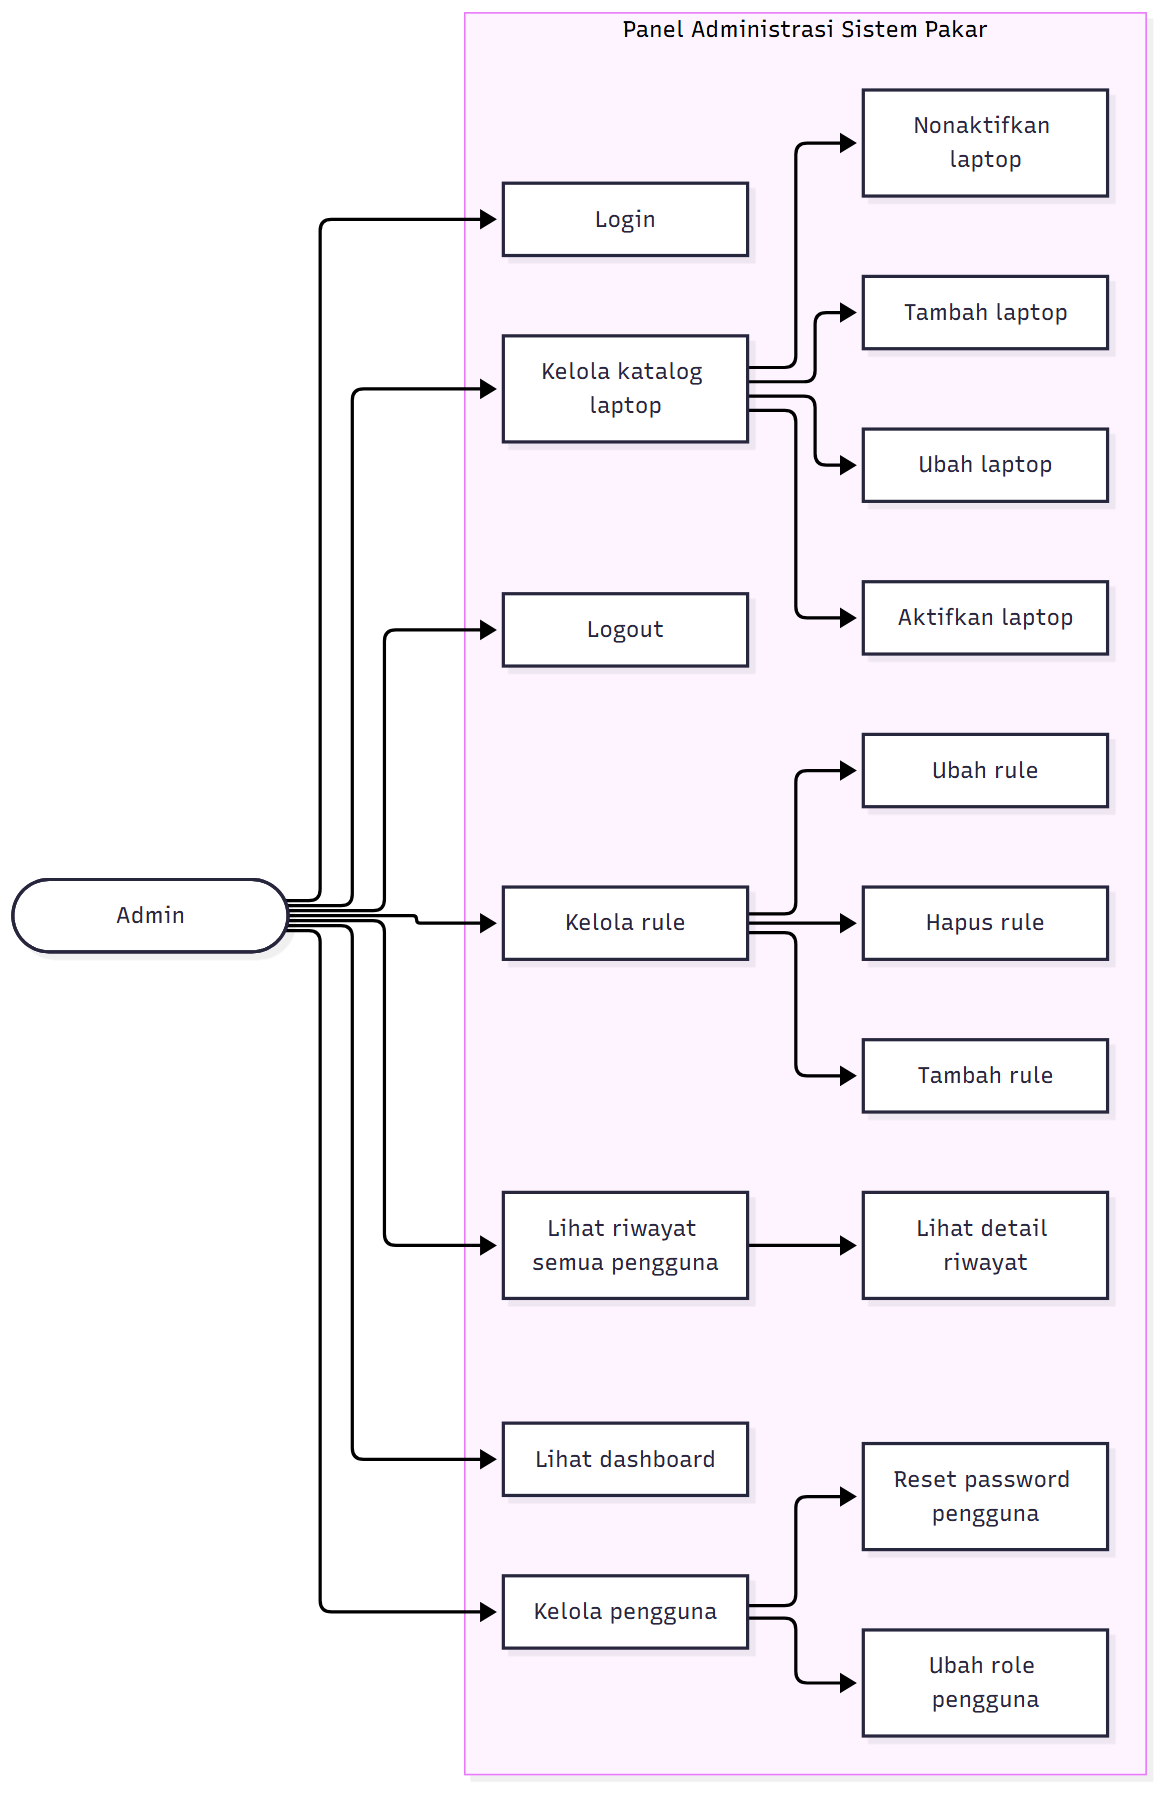 Panel Administrasi Sistem Pakar
Nonaktifkan
laptop
Login
Tambah laptop
Kelola katalog
laptop
Ubah laptop
Aktifkan laptop
Logout
Ubah rule
Admin
Kelola rule
Hapus rule
Tambah rule
Lihat riwayat
semua pengguna
Lihat detail
riwayat
Lihat dashboard
Reset password
pengguna
Kelola pengguna
Ubah role
pengguna